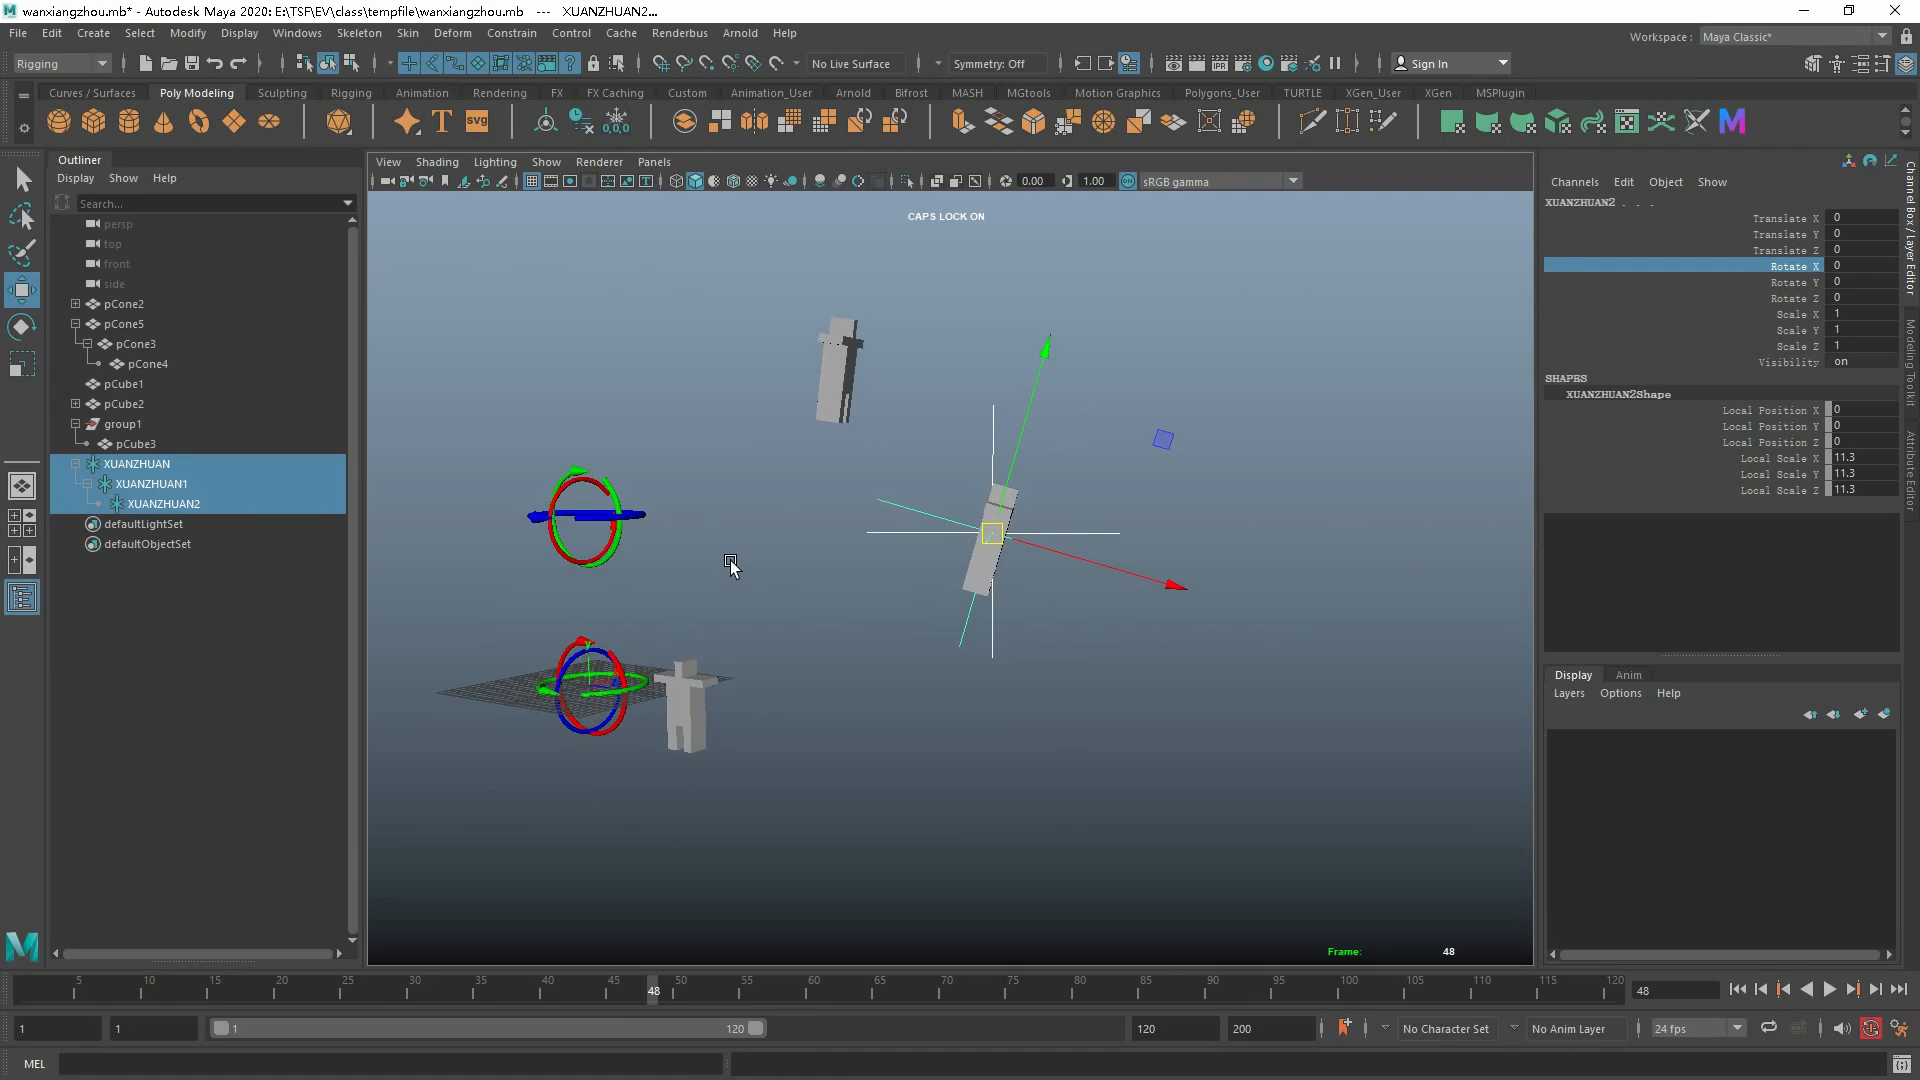 wanxiangzhou.mb* - Autodesk Maya 2020: E:\TSF\EV\class\tempfile\wanxiangzhou.mb   ---   XUANZHUAN2...
File Edit Create Select Modify Display Windows Skeleton Skin Deform Constrain Control Cache Renderbus Arnold Help
Workspace : Maya Classic*
Rigging
No Live Surface
Symmetry: Off
Sign In
Curves / Surfaces Poly Modeling Sculpting Rigging Animation Rendering FX FX Caching Custom Animation_User Arnold Bifrost MASH MGtools Motion Graphics Polygons_User TURTLE XGen_User XGen MSPlugin
T SVG 0,0,0 M
Outliner
Display Show Help
Search...
persp
top
front
side
pCone2
pCone5
pCone3
pCone4
pCube1
pCube2
group1
pCube3
XUANZHUAN
XUANZHUAN1
XUANZHUAN2
defaultLightSet
defaultObjectSet
View Shading Lighting Show Renderer Panels
0.00 1.00 sRGB gamma
CAPS LOCK ON
Frame: 48
Channels Edit Object Show
XUANZHUAN2 . . .
Translate X 0
Translate Y 0
Translate Z 0
Rotate X 0
Rotate Y 0
Rotate Z 0
Scale X 1
Scale Y 1
Scale Z 1
Visibility on
SHAPES
XUANZHUAN2Shape
Local Position X 0
Local Position Y 0
Local Position Z 0
Local Scale X 11.3
Local Scale Y 11.3
Local Scale Z 11.3
Display Anim
Layers Options Help
Channel Box / Layer Editor
Modeling Toolkit
Attribute Editor
5 10 15 20 25 30 35 40 45 48 50 55 60 65 70 75 80 85 90 95 100 105 110 115 120
48
1 1 1 120 120 200
No Character Set
No Anim Layer
24 fps
MEL